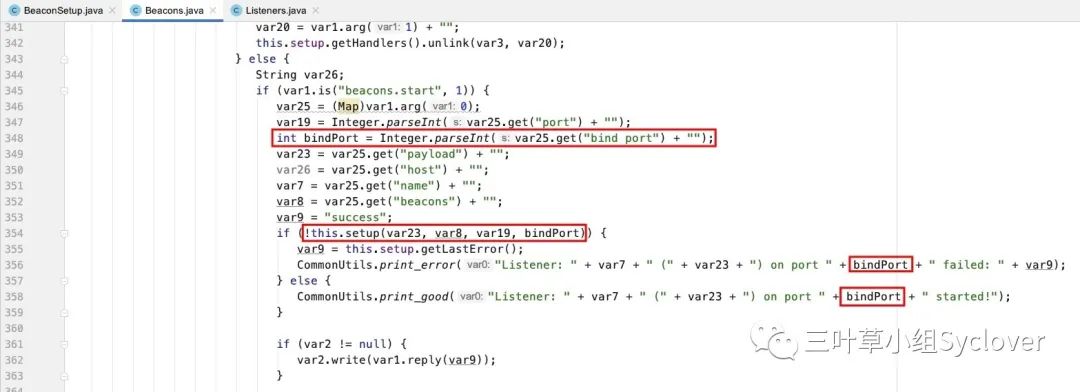 BeaconSetup.java Beacons.java Listeners.java
341 var20 = var1.arg( var1: 1) + "";
342 this.setup.getHandlers().unlink(var3, var20);
343 } else {
344 String var26;
345 if (var1.is("beacons.start", 1)) {
346 var25 = (Map)var1.arg( var1: 0);
347 var19 = Integer.parseInt( s: var25.get("port") + "");
348 int bindPort = Integer.parseInt( s: var25.get("bind port") + "");
349 var23 = var25.get("payload") + "";
350 var26 = var25.get("host") + "";
351 var7 = var25.get("name") + "";
352 var8 = var25.get("beacons") + "";
353 var9 = "success";
354 if (!this.setup(var23, var8, var19, bindPort)) {
355 var9 = this.setup.getLastError();
356 CommonUtils.print_error( var0: "Listener: " + var7 + " (" + var23 + ") on port " + bindPort + " failed: " + var9);
357 } else {
358 CommonUtils.print_good( var0: "Listener: " + var7 + " (" + var23 + ") on port " + bindPort + " started!");
359 }
360
361 if (var2 != null) {
362 var2.write(var1.reply(var9));
363 }
364
三叶草小组Syclover